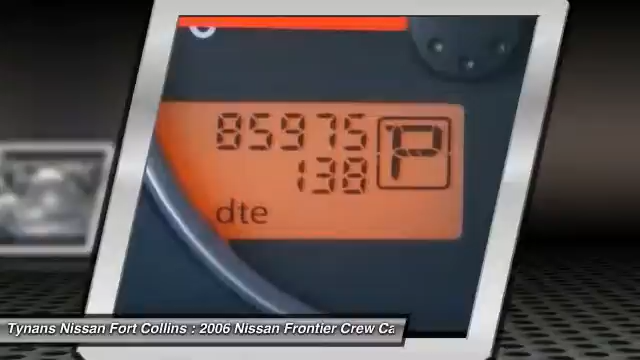 85975
138
P
dte
Tynans Nissan Fort Collins : 2006 Nissan Frontier Crew Ca